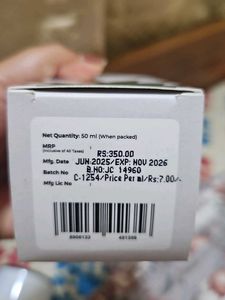 Net Quantity: 50 ml (When packed)
MRP RS:350.00
(Inclusive of All Taxes)
Mfg. Date JUN-2025/EXP: NOV 2026
Batch No B.NO:JC 14960
C-1254/Price Per ml/Rs:7.00/-
Mfg Lic No